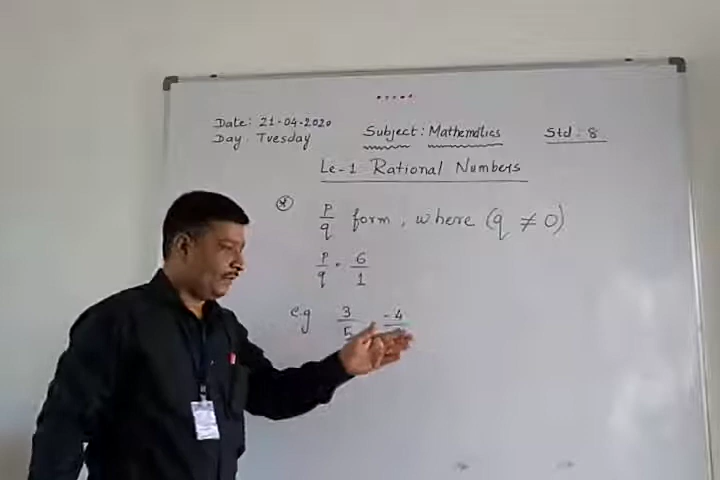 Date: 21-04-2020
Day: Tuesday
Subject: Mathematics
Std: 8
Le-1 Rational Numbers
* p/q form, where (q ≠ 0)
p/q = 6/1
e.g 3/5 -4